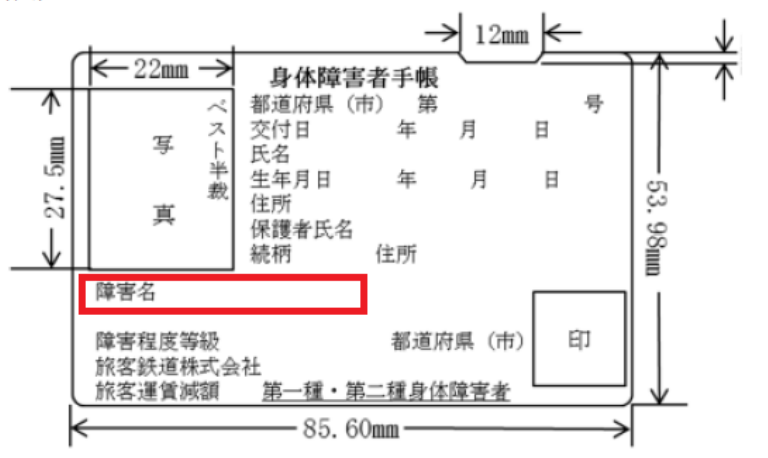 12mm
22mm
身体障害者手帳
都道府県（市）　第　　　　　　　号
交付日　　　　年　　月　　　日
氏名
生年月日　　　年　　　月　　　日
住所
保護者氏名
続柄　　　　住所
写真
ベスト半裁
27.5mm
53.98mm
障害名
障害程度等級　　　　　　　　都道府県（市）
印
旅客鉄道株式会社
旅客運賃減額　　第一種・第二種身体障害者
85.60mm